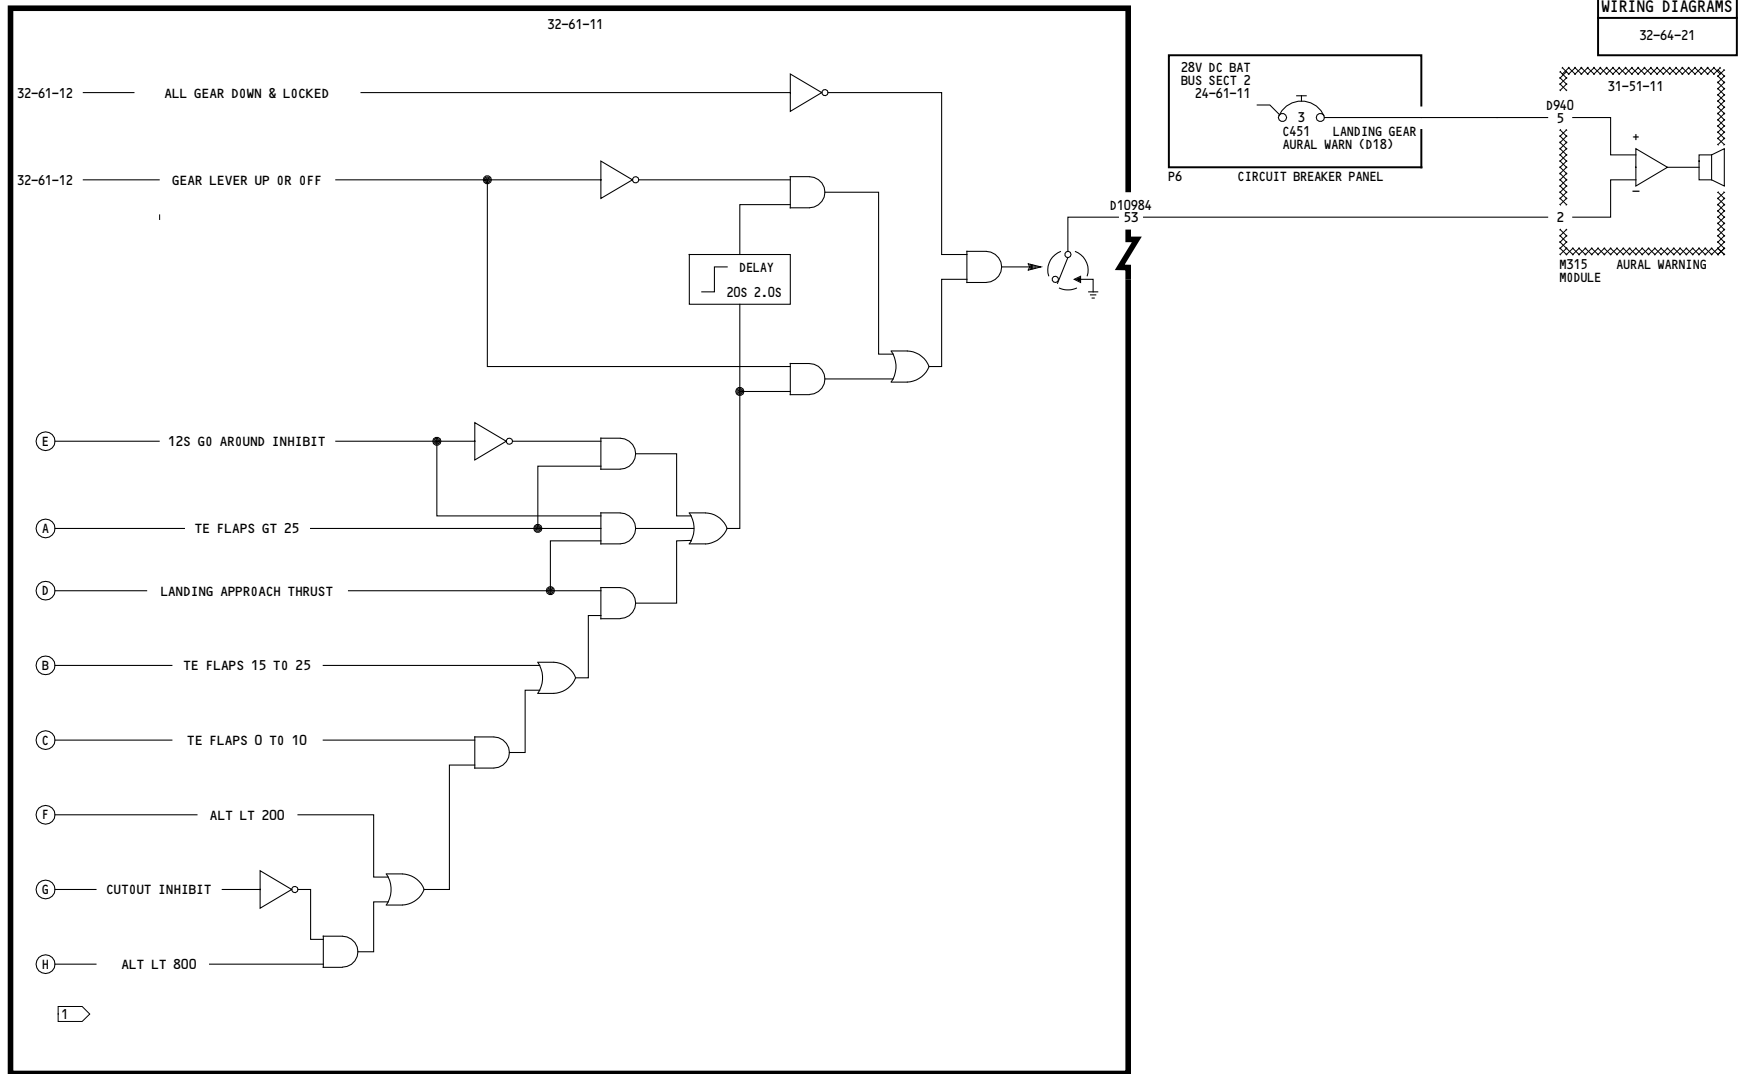 WIRING DIAGRAMS
32-64-21
32-61-11
32-61-12 ALL GEAR DOWN & LOCKED
32-61-12 GEAR LEVER UP OR OFF
DELAY
20S 2.0S
E 12S GO AROUND INHIBIT
A TE FLAPS GT 25
D LANDING APPROACH THRUST
B TE FLAPS 15 TO 25
C TE FLAPS 0 TO 10
F ALT LT 200
G CUTOUT INHIBIT
H ALT LT 800
1
D10984
53
28V DC BAT
BUS SECT 2
24-61-11
3
C451 LANDING GEAR
AURAL WARN (D18)
P6 CIRCUIT BREAKER PANEL
31-51-11
D940
5
2
+
–
M315 AURAL WARNING
MODULE